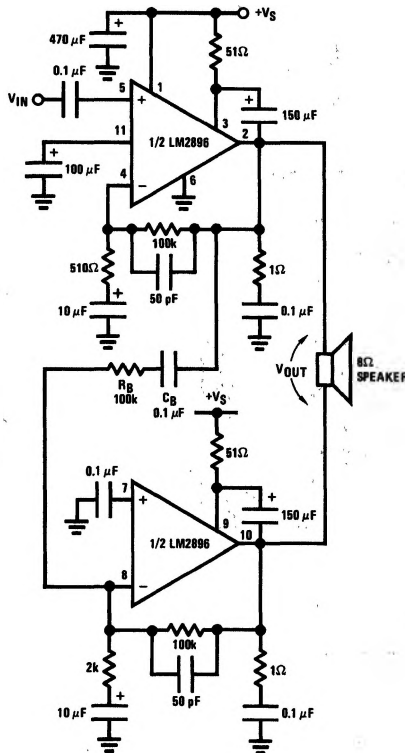 +VS
470 μF
+
51Ω
0.1 μF
VIN
5
+
1
+
150 μF
3
11
1/2 LM2896
2
+
100 μF
4
−
6
100k
510Ω
1Ω
50 pF
+
10 μF
0.1 μF
VOUT
8Ω
SPEAKER
RB
100k
CB
0.1 μF
+VS
51Ω
0.1 μF
7
+
9
+
150 μF
1/2 LM2896
10
8
−
100k
2k
1Ω
50 pF
+
10 μF
0.1 μF